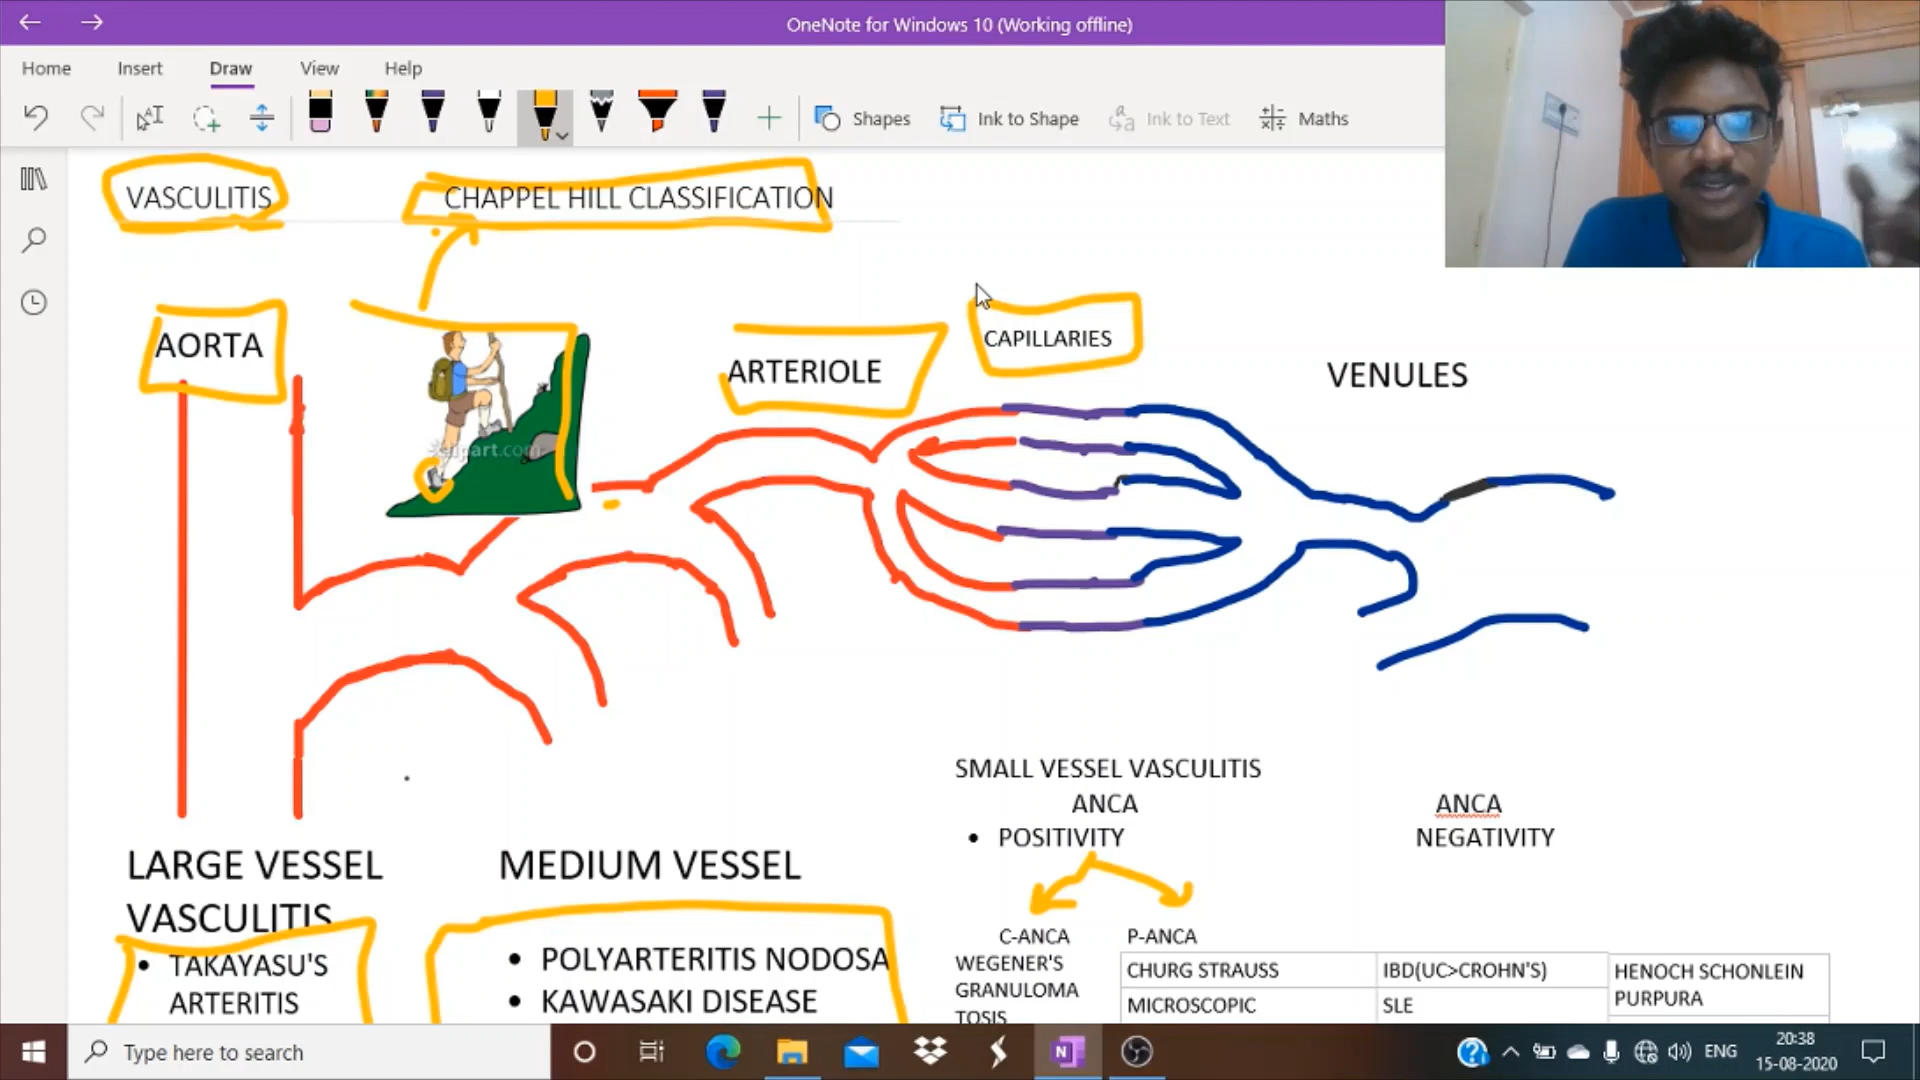 OneNote for Windows 10 (Working offline)
Home Insert Draw View Help
Shapes Ink to Shape Ink to Text Maths
VASCULITIS CHAPPEL HILL CLASSIFICATION
AORTA
ARTERIOLE
CAPILLARIES
VENULES
SMALL VESSEL VASCULITIS
ANCA
• POSITIVITY
ANCA
NEGATIVITY
LARGE VESSEL
VASCULITIS
• TAKAYASU'S
ARTERITIS
MEDIUM VESSEL
• POLYARTERITIS NODOSA
• KAWASAKI DISEASE
C-ANCA P-ANCA
WEGENER'S
GRANULOMA
TOSIS
CHURG STRAUSS IBD(UC>CROHN'S) HENOCH SCHONLEIN
PURPURA
MICROSCOPIC SLE
Type here to search
ENG
20:38
15-08-2020